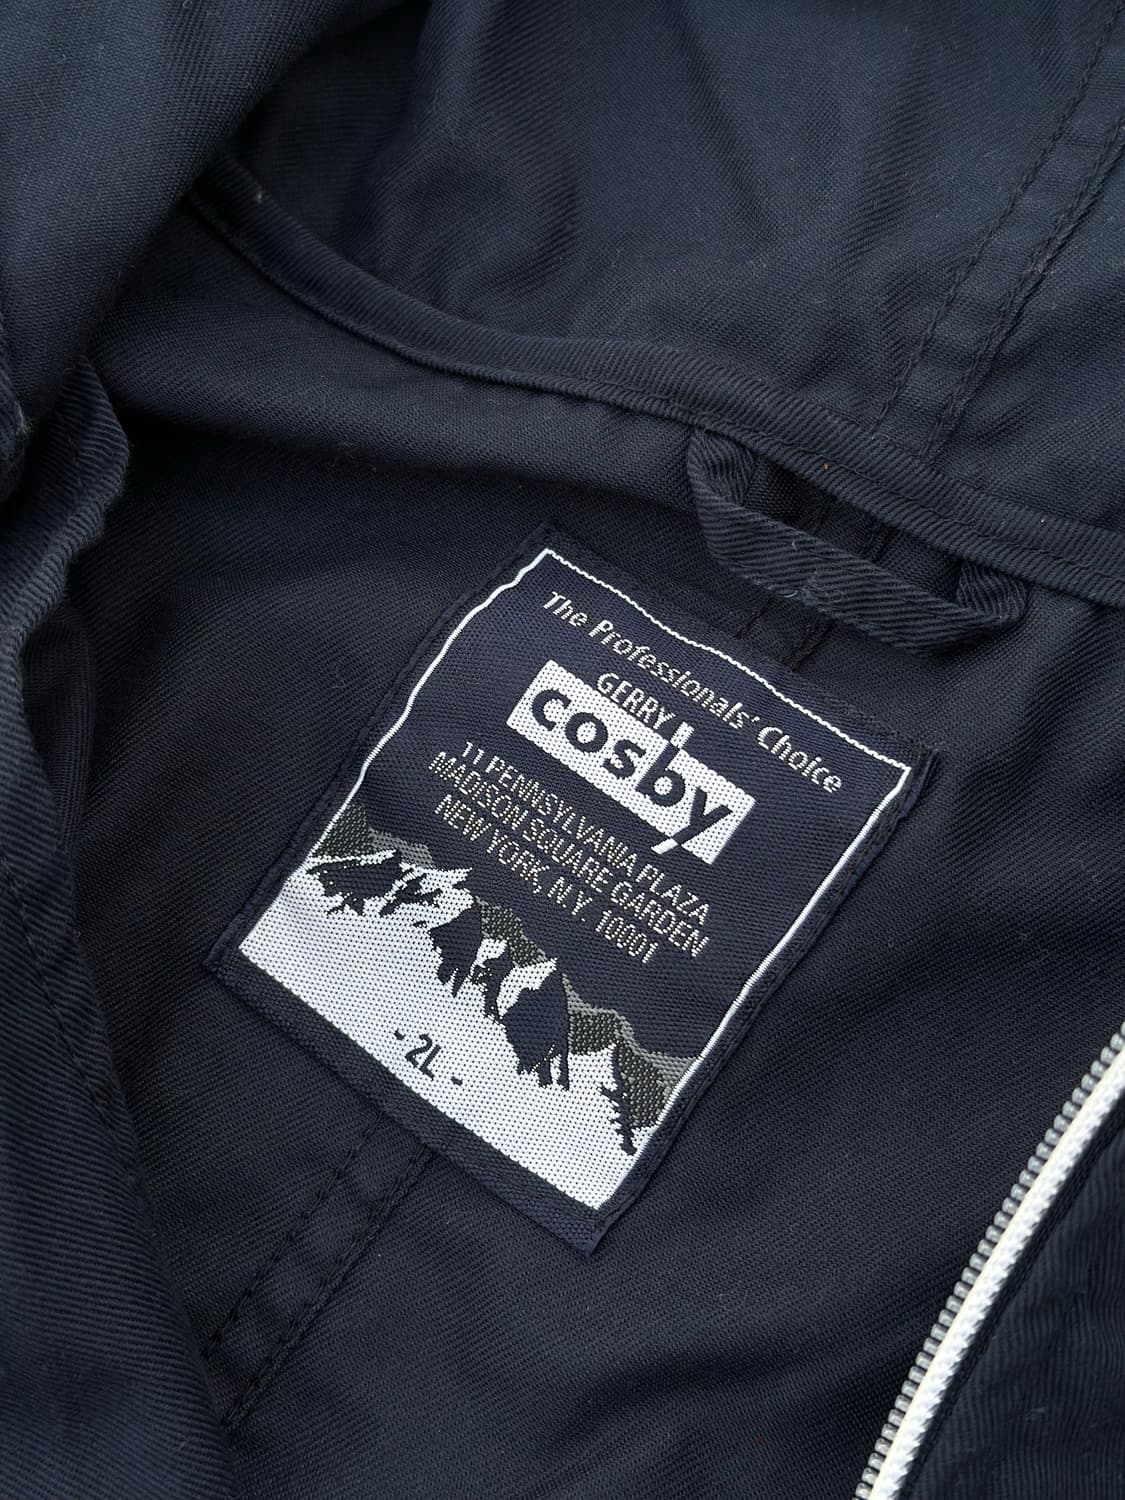 The Professionals' Choice
GERRY
cosby
11 PENNSYLVANIA PLAZA
MADISON SQUARE GARDEN
NEW YORK, N.Y. 10001
- 2L -